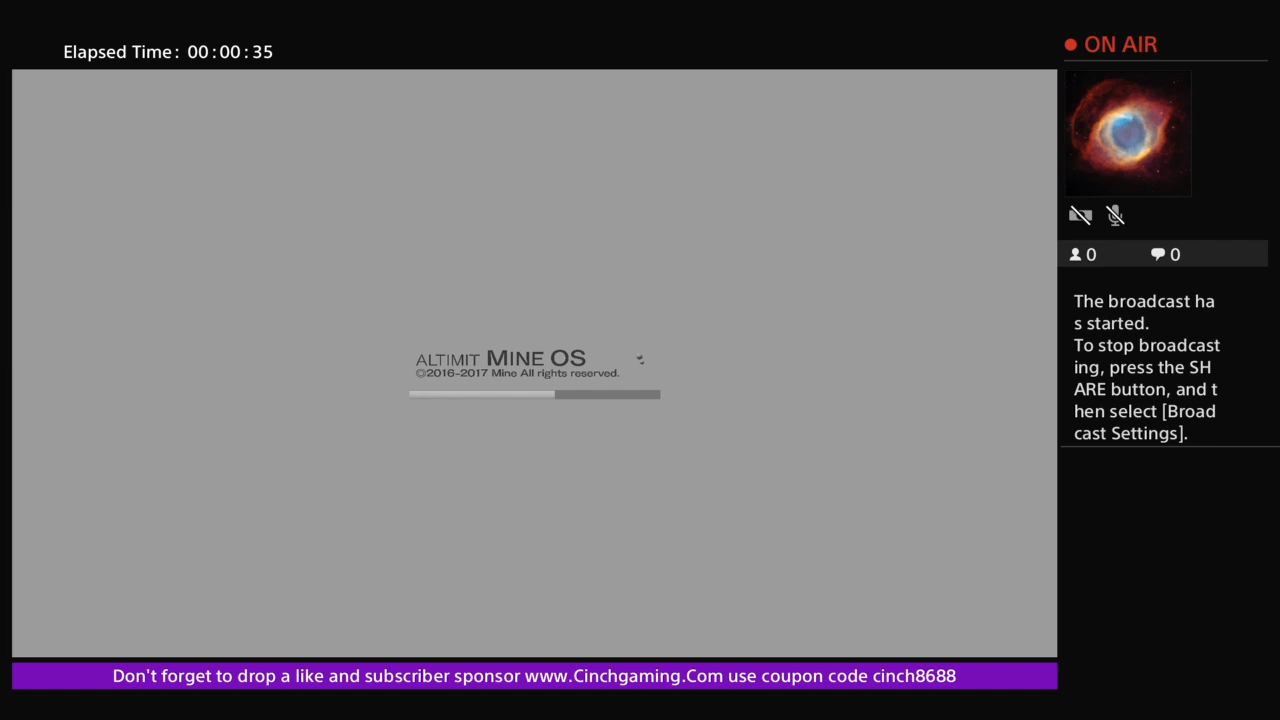 Elapsed Time: 00:00:35
ON AIR
ALTIMIT MINE OS
©2016-2017 Mine All rights reserved.
0 0
The broadcast ha
s started.
To stop broadcast
ing, press the SH
ARE button, and t
hen select [Broad
cast Settings].
Don't forget to drop a like and subscriber sponsor www.Cinchgaming.Com use coupon code cinch8688